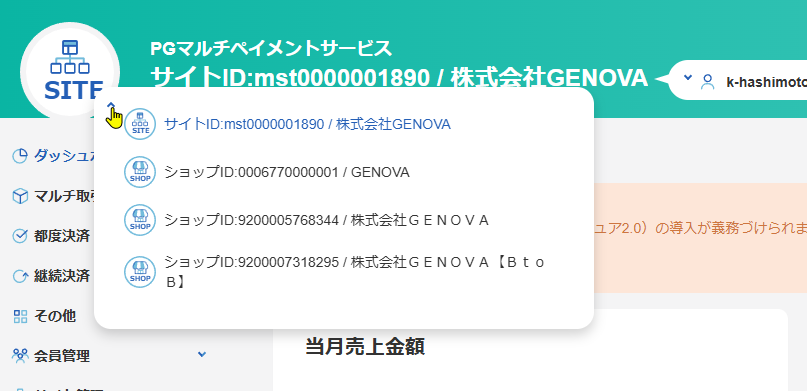 PGマルチペイメントサービス
サイトID:mst0000001890 / 株式会社GENOVA
SITE
k-hashimoto
SITE
サイトID:mst0000001890 / 株式会社GENOVA
SHOP
ショップID:0006770000001 / GENOVA
SHOP
ショップID:9200005768344 / 株式会社ＧＥＮＯＶＡ
SHOP
ショップID:9200007318295 / 株式会社ＧＥＮＯＶＡ【Ｂｔｏ
Ｂ】
ダッシュ
マルチ取
都度決済
継続決済
その他
会員管理
ュア2.0）の導入が義務づけられま
当月売上金額